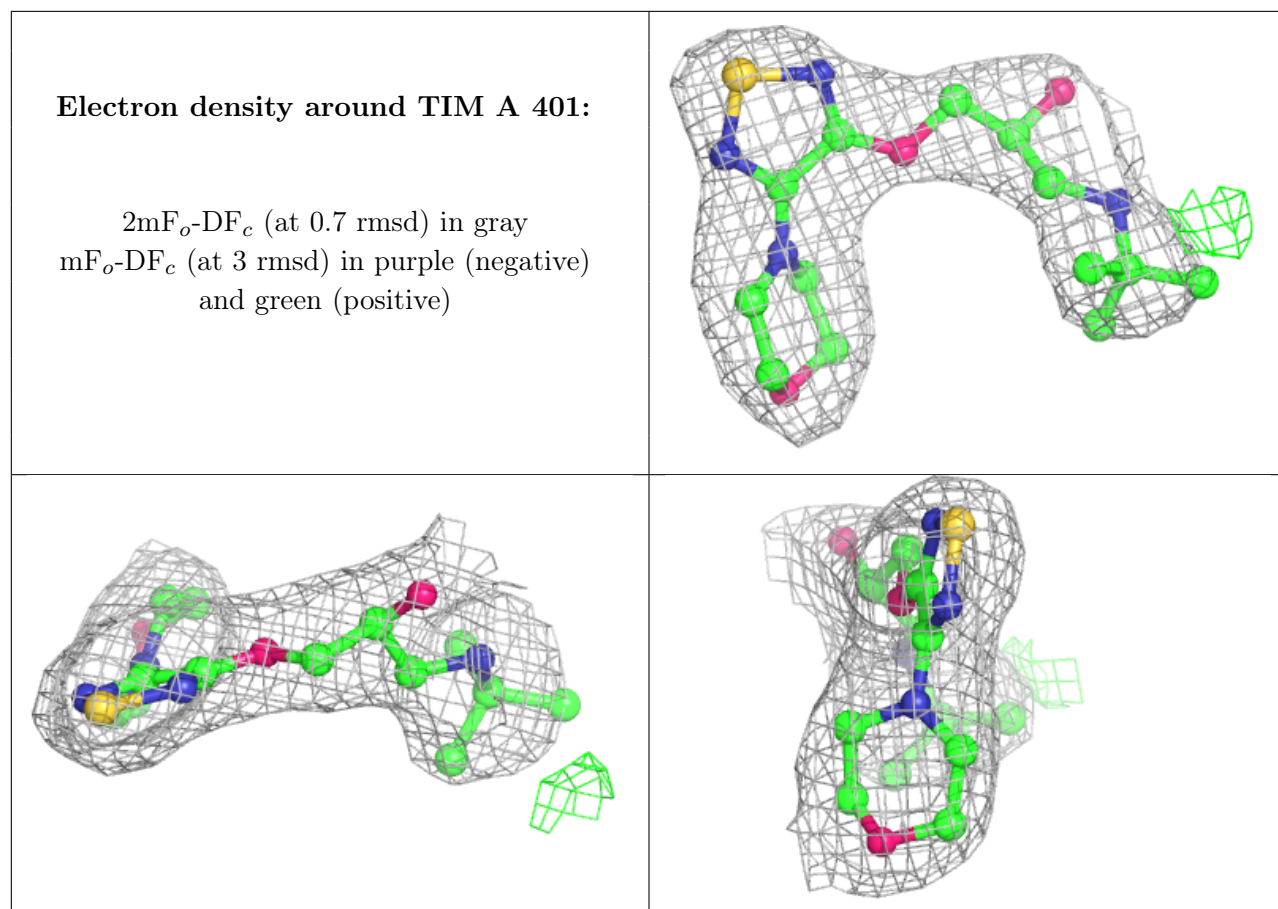 Electron density around TIM A 401:
2mFo-DFc (at 0.7 rmsd) in gray
mFo-DFc (at 3 rmsd) in purple (negative)
and green (positive)